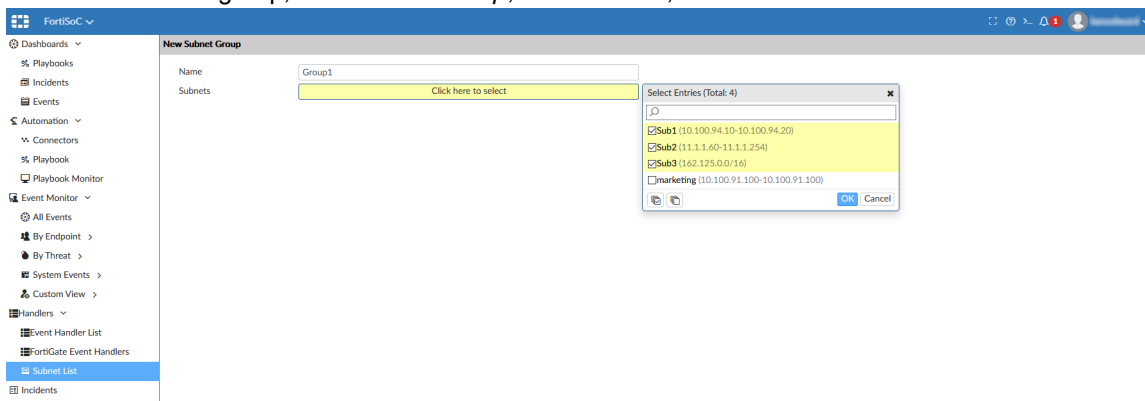 FortiSoC
1
Dashboards
Playbooks
Incidents
Events
Automation
Connectors
Playbook
Playbook Monitor
Event Monitor
All Events
By Endpoint >
By Threat >
System Events >
Custom View >
Handlers
Event Handler List
FortiGate Event Handlers
Subnet List
Incidents
New Subnet Group
Name Group1
Subnets Click here to select
Select Entries (Total: 4)
Sub1 (10.100.94.10-10.100.94.20)
Sub2 (11.1.1.60-11.1.1.254)
Sub3 (162.125.0.0/16)
marketing (10.100.91.100-10.100.91.100)
OK Cancel